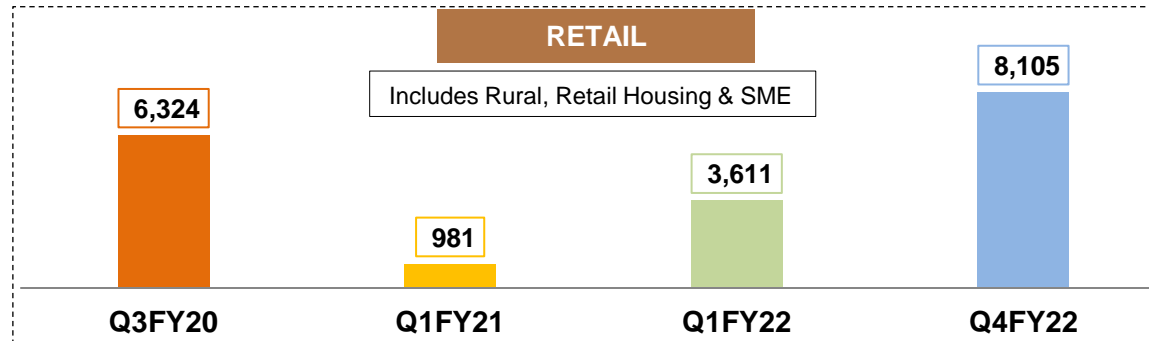 RETAIL
Includes Rural, Retail Housing & SME
6,324
981
3,611
8,105
Q3FY20
Q1FY21
Q1FY22
Q4FY22